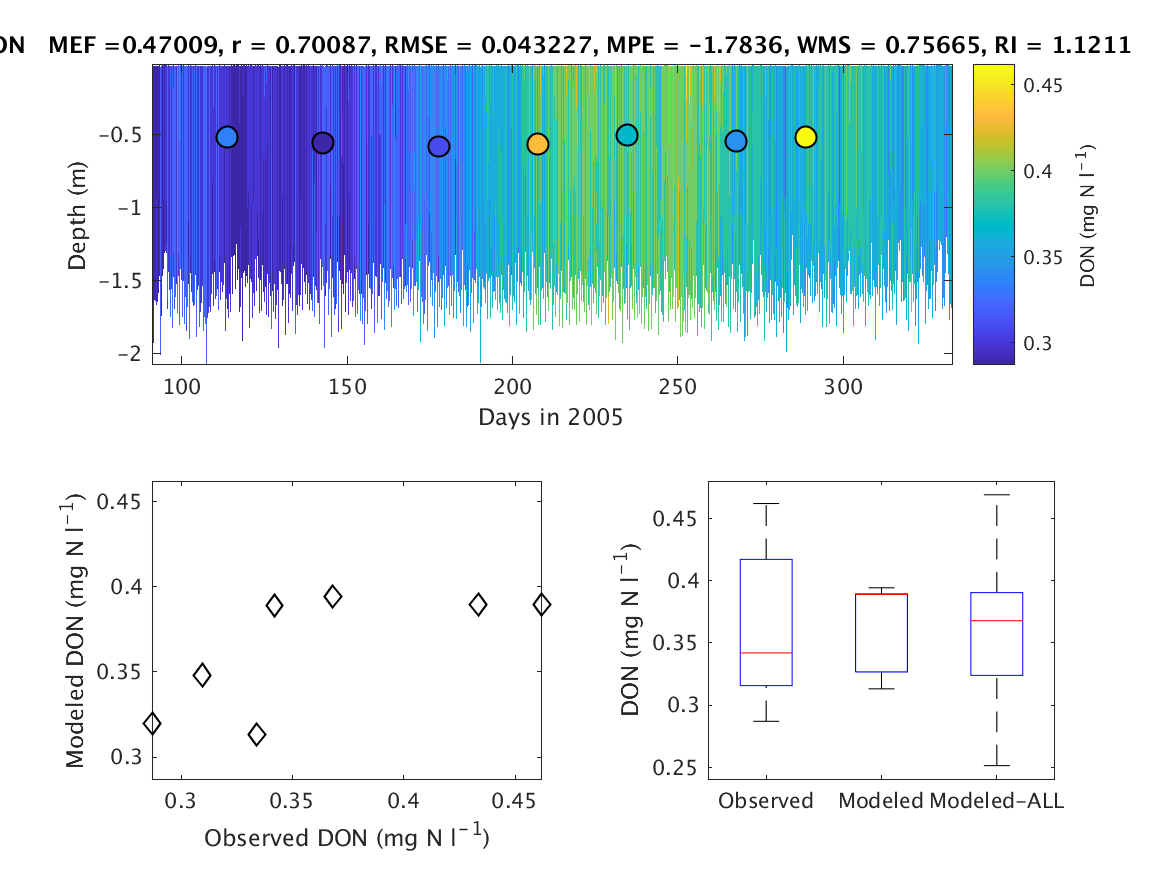 ON MEF =0.47009, r = 0.70087, RMSE = 0.043227, MPE = -1.7836, WMS = 0.75665, RI = 1.1211
-0.5
-1
-1.5
-2
Depth (m)
100 150 200 250 300
Days in 2005
0.45
0.4
0.35
0.3
DON (mg N l-1)
0.45
0.4
0.35
0.3
Modeled DON (mg N l-1)
0.3 0.35 0.4 0.45
Observed DON (mg N l-1)
0.45
0.4
0.35
0.3
0.25
DON (mg N l-1)
Observed Modeled Modeled-ALL